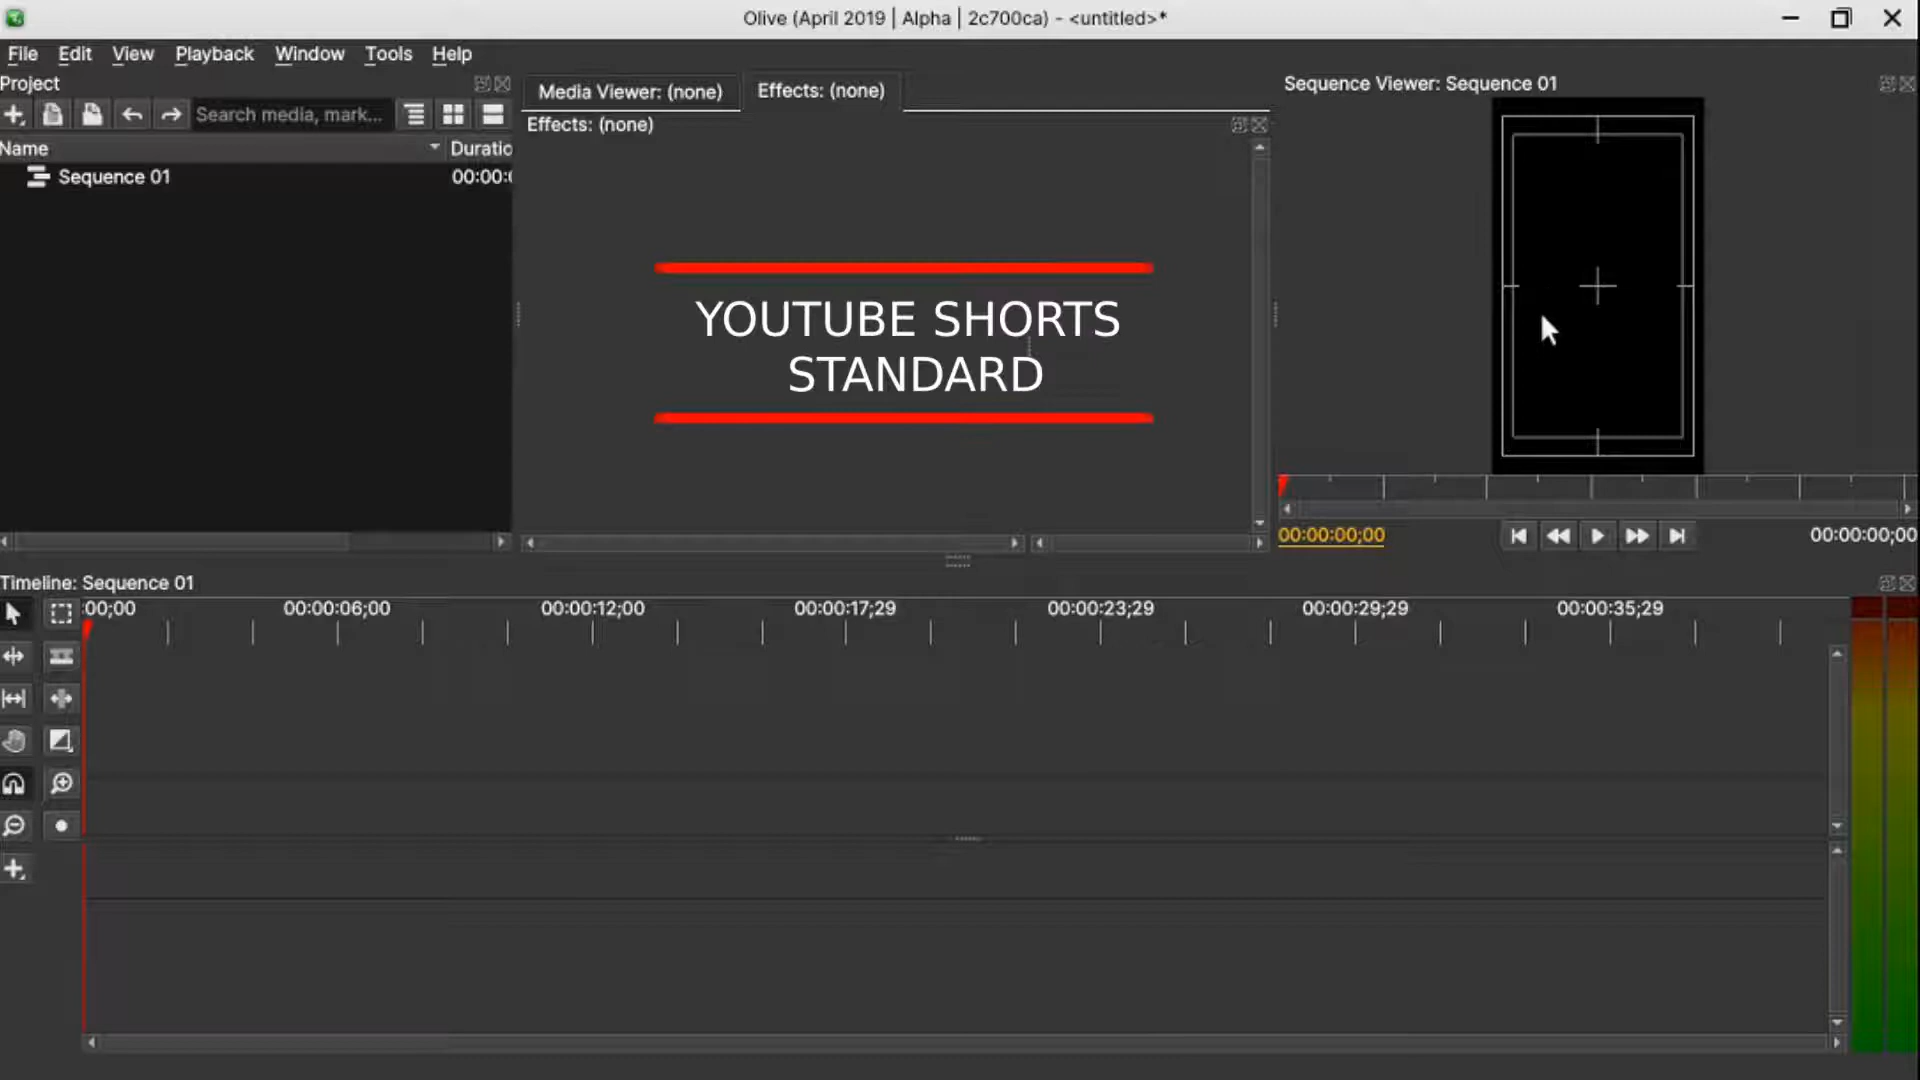 Olive (April 2019 | Alpha | 2c700ca) - <untitled>*
File Edit View Playback Window Tools Help
Project
Search media, mark...
Name Duratio
Sequence 01 00:00:0
Media Viewer: (none) Effects: (none)
Effects: (none)
YOUTUBE SHORTS
STANDARD
Sequence Viewer: Sequence 01
00:00:00;00 00:00:00;00
Timeline: Sequence 01
:00;00 00:00:06;00 00:00:12;00 00:00:17;29 00:00:23;29 00:00:29;29 00:00:35;29